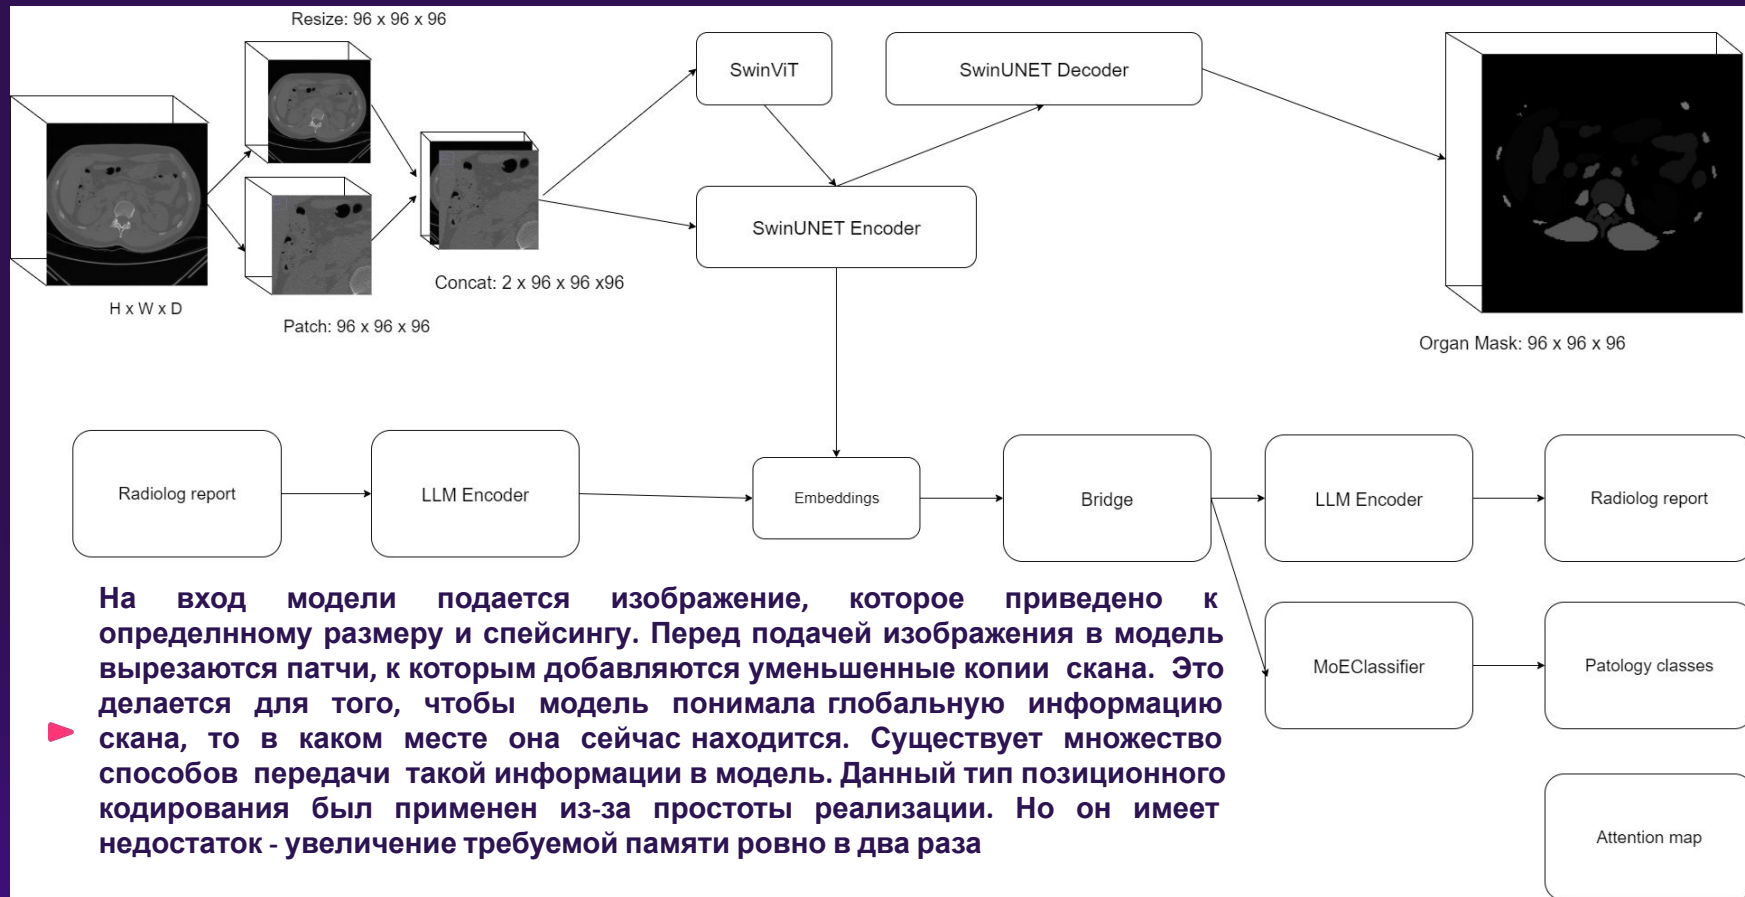 Resize: 96 x 96 x 96
SwinViT
SwinUNET Decoder
SwinUNET Encoder
Concat: 2 x 96 x 96 x96
H x W x D
Patch: 96 x 96 x 96
Organ Mask: 96 x 96 x 96
Radiolog report
LLM Encoder
Embeddings
Bridge
LLM Encoder
Radiolog report
На вход модели подается изображение, которое приведено к
определнному размеру и спейсингу. Перед подачей изображения в модель
вырезаются патчи, к которым добавляются уменьшенные копии скана. Это
делается для того, чтобы модель понимала глобальную информацию
скана, то в каком месте она сейчас находится. Существует множество
способов передачи такой информации в модель. Данный тип позиционного
кодирования был применен из-за простоты реализации. Но он имеет
недостаток - увеличение требуемой памяти ровно в два раза
MoEClassifier
Patology classes
Attention map